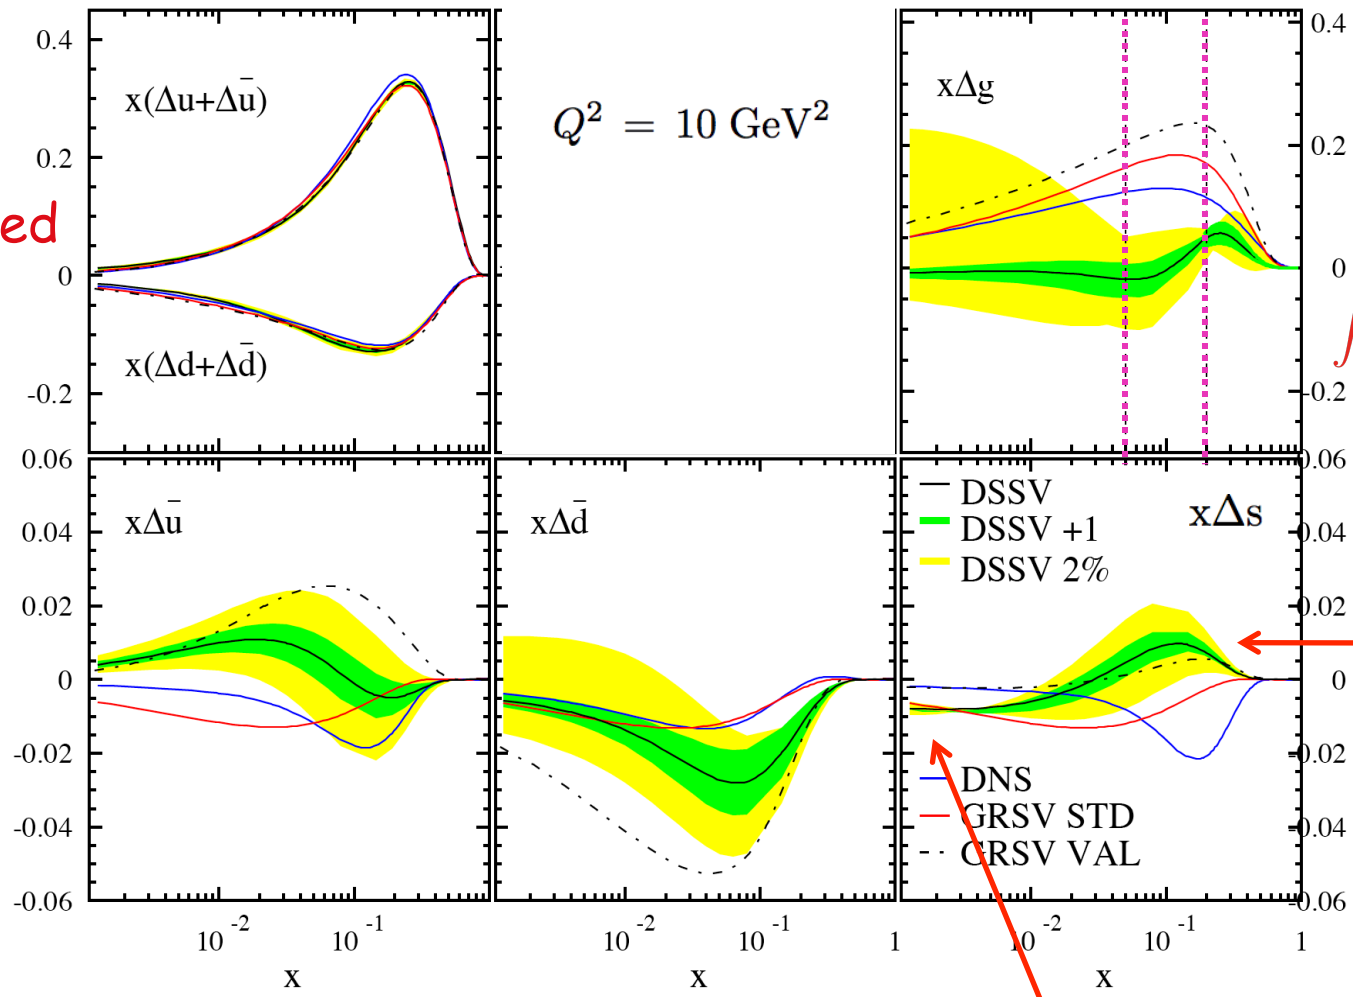 0.4
0.2
0
-0.2
x(Δu+Δū)
x(Δd+Δd̄)
ed
Q² = 10 GeV²
xΔg
0.4
0.2
0
-0.2
∫
0.06
0.04
0.02
0
-0.02
-0.04
-0.06
xΔū
10⁻² 10⁻¹
x
xΔd̄
10⁻² 10⁻¹ 1
x
DSSV
DSSV +1
DSSV 2%
xΔs
DNS
GRSV STD
GRSV VAL
0.06
0.04
0.02
0
-0.02
-0.04
-0.06
10⁻² 10⁻¹ 1
x